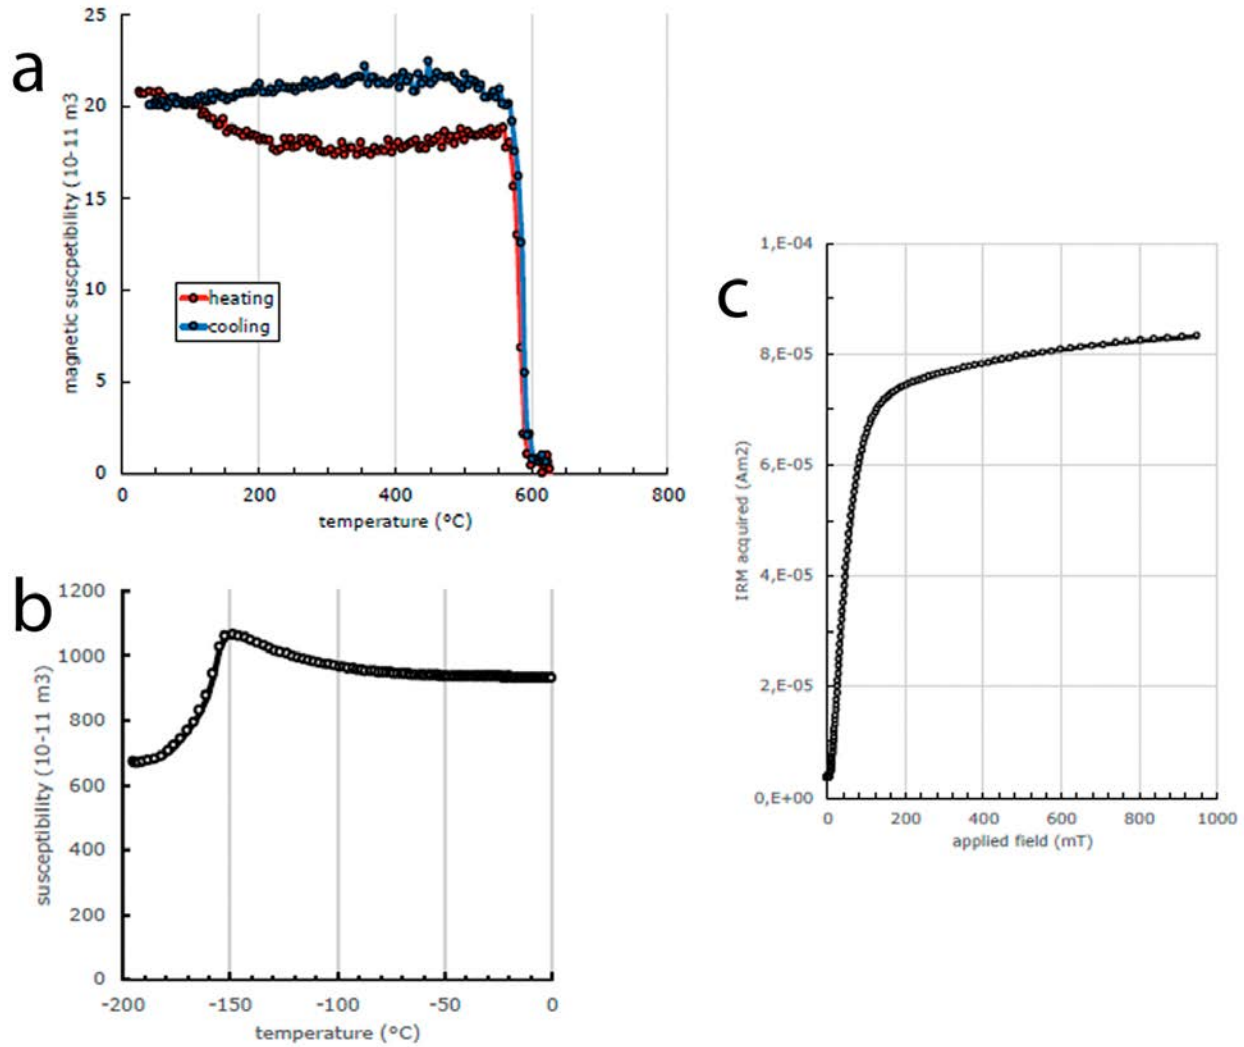 a
25
20
15
10
5
0
magnetic suscpetibility (10-11 m3
heating
cooling
0 200 400 600 800
temperature (°C)
b
1200
1000
800
600
400
200
0
susceptibility (10-11 m3)
-200 -150 -100 -50 0
temperature (°C)
c
1,E-04
8,E-05
6,E-05
4,E-05
2,E-05
0,E+00
IRM acquired (Am2)
0 200 400 600 800 1000
applied field (mT)